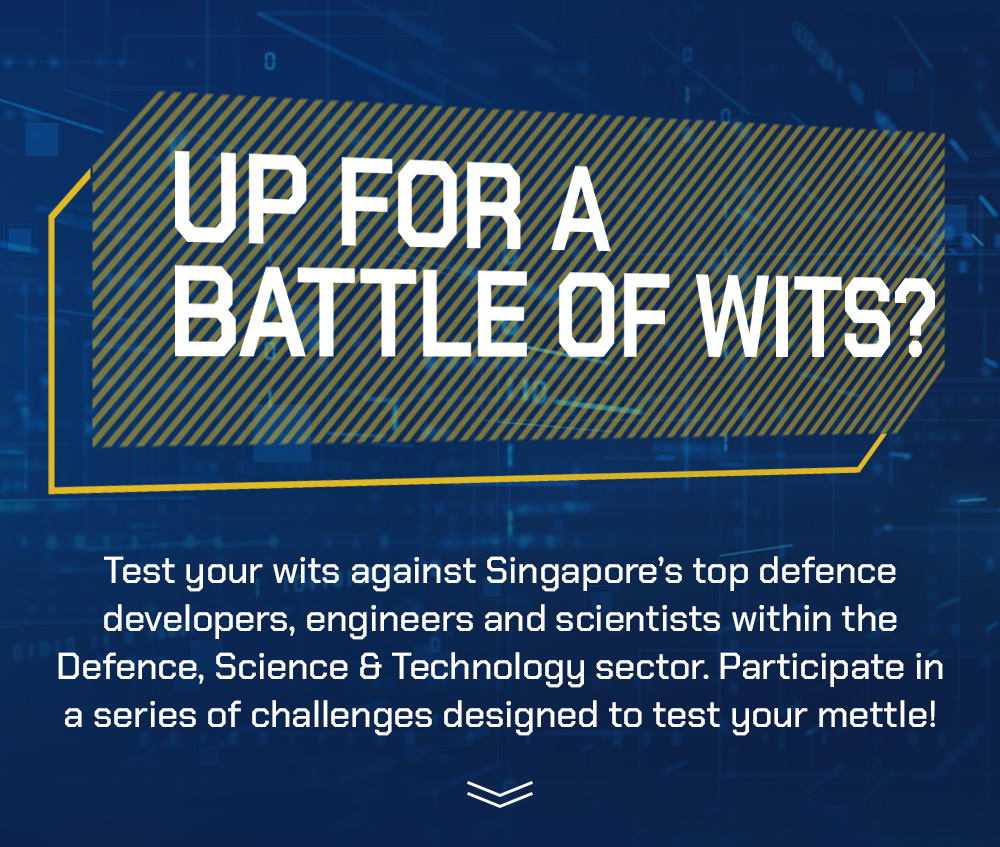 UP FOR A
BATTLE OF WITS?
Test your wits against Singapore's top defence
developers, engineers and scientists within the
Defence, Science & Technology sector. Participate in
a series of challenges designed to test your mettle!